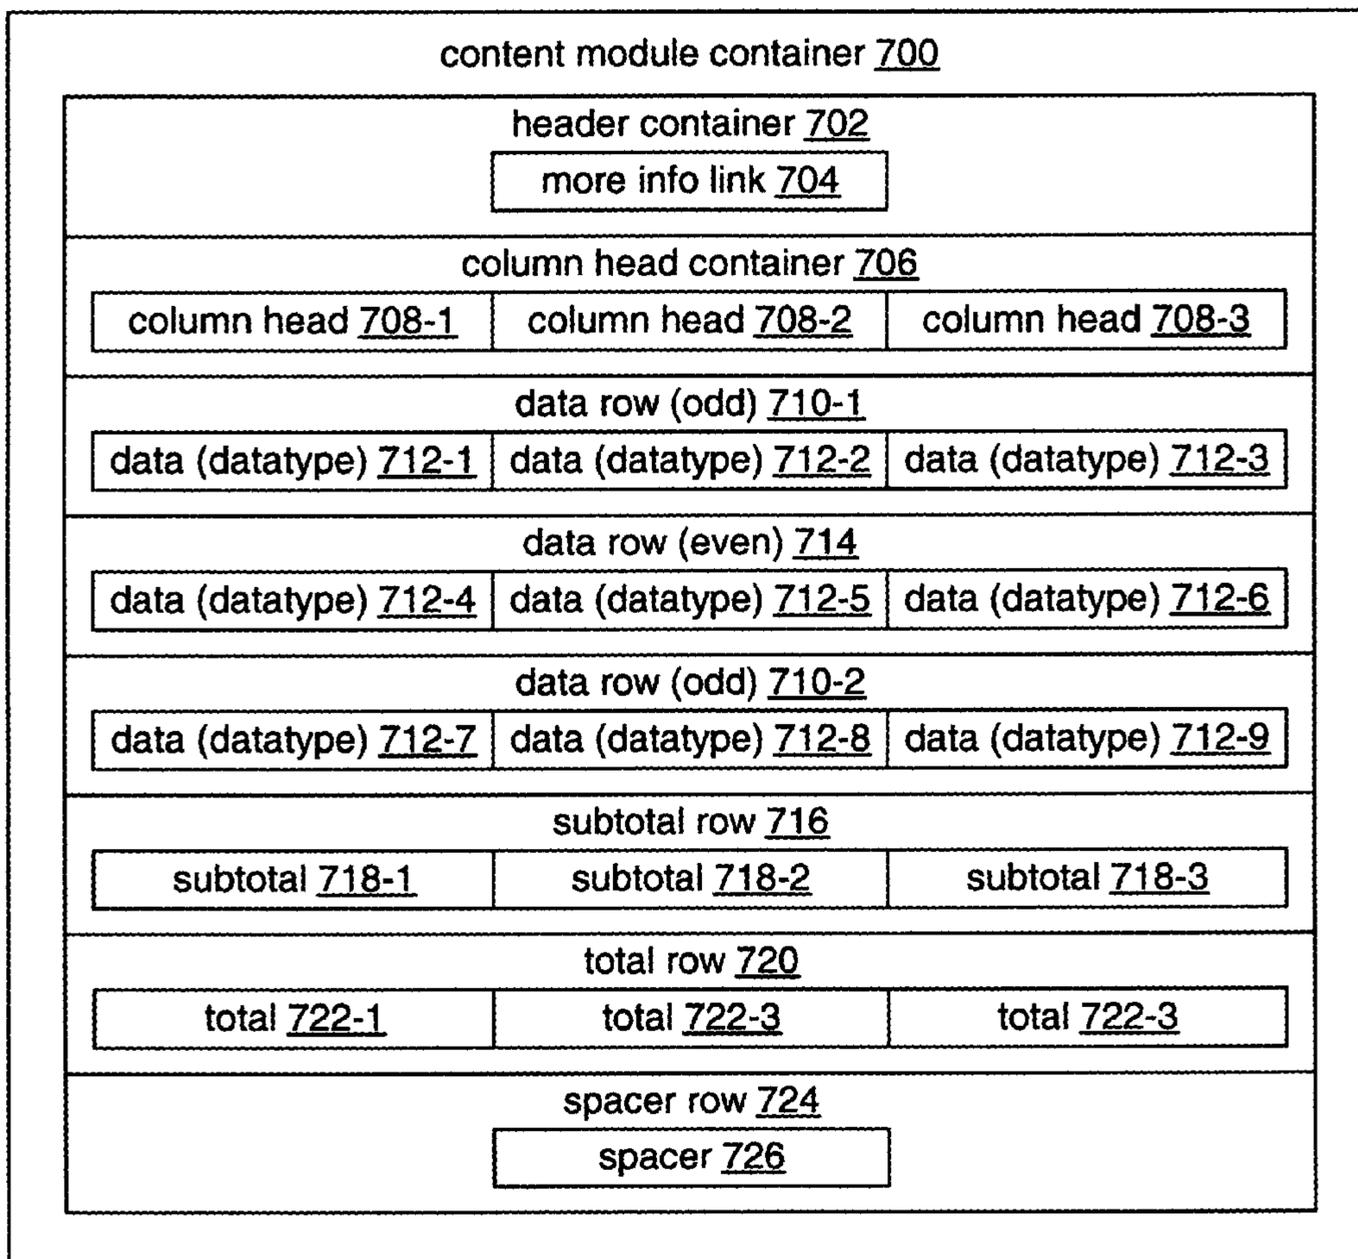 content module container 700
header container 702
more info link 704
column head container 706
column head 708-1 column head 708-2 column head 708-3
data row (odd) 710-1
data (datatype) 712-1 data (datatype) 712-2 data (datatype) 712-3
data row (even) 714
data (datatype) 712-4 data (datatype) 712-5 data (datatype) 712-6
data row (odd) 710-2
data (datatype) 712-7 data (datatype) 712-8 data (datatype) 712-9
subtotal row 716
subtotal 718-1 subtotal 718-2 subtotal 718-3
total row 720
total 722-1 total 722-3 total 722-3
spacer row 724
spacer 726